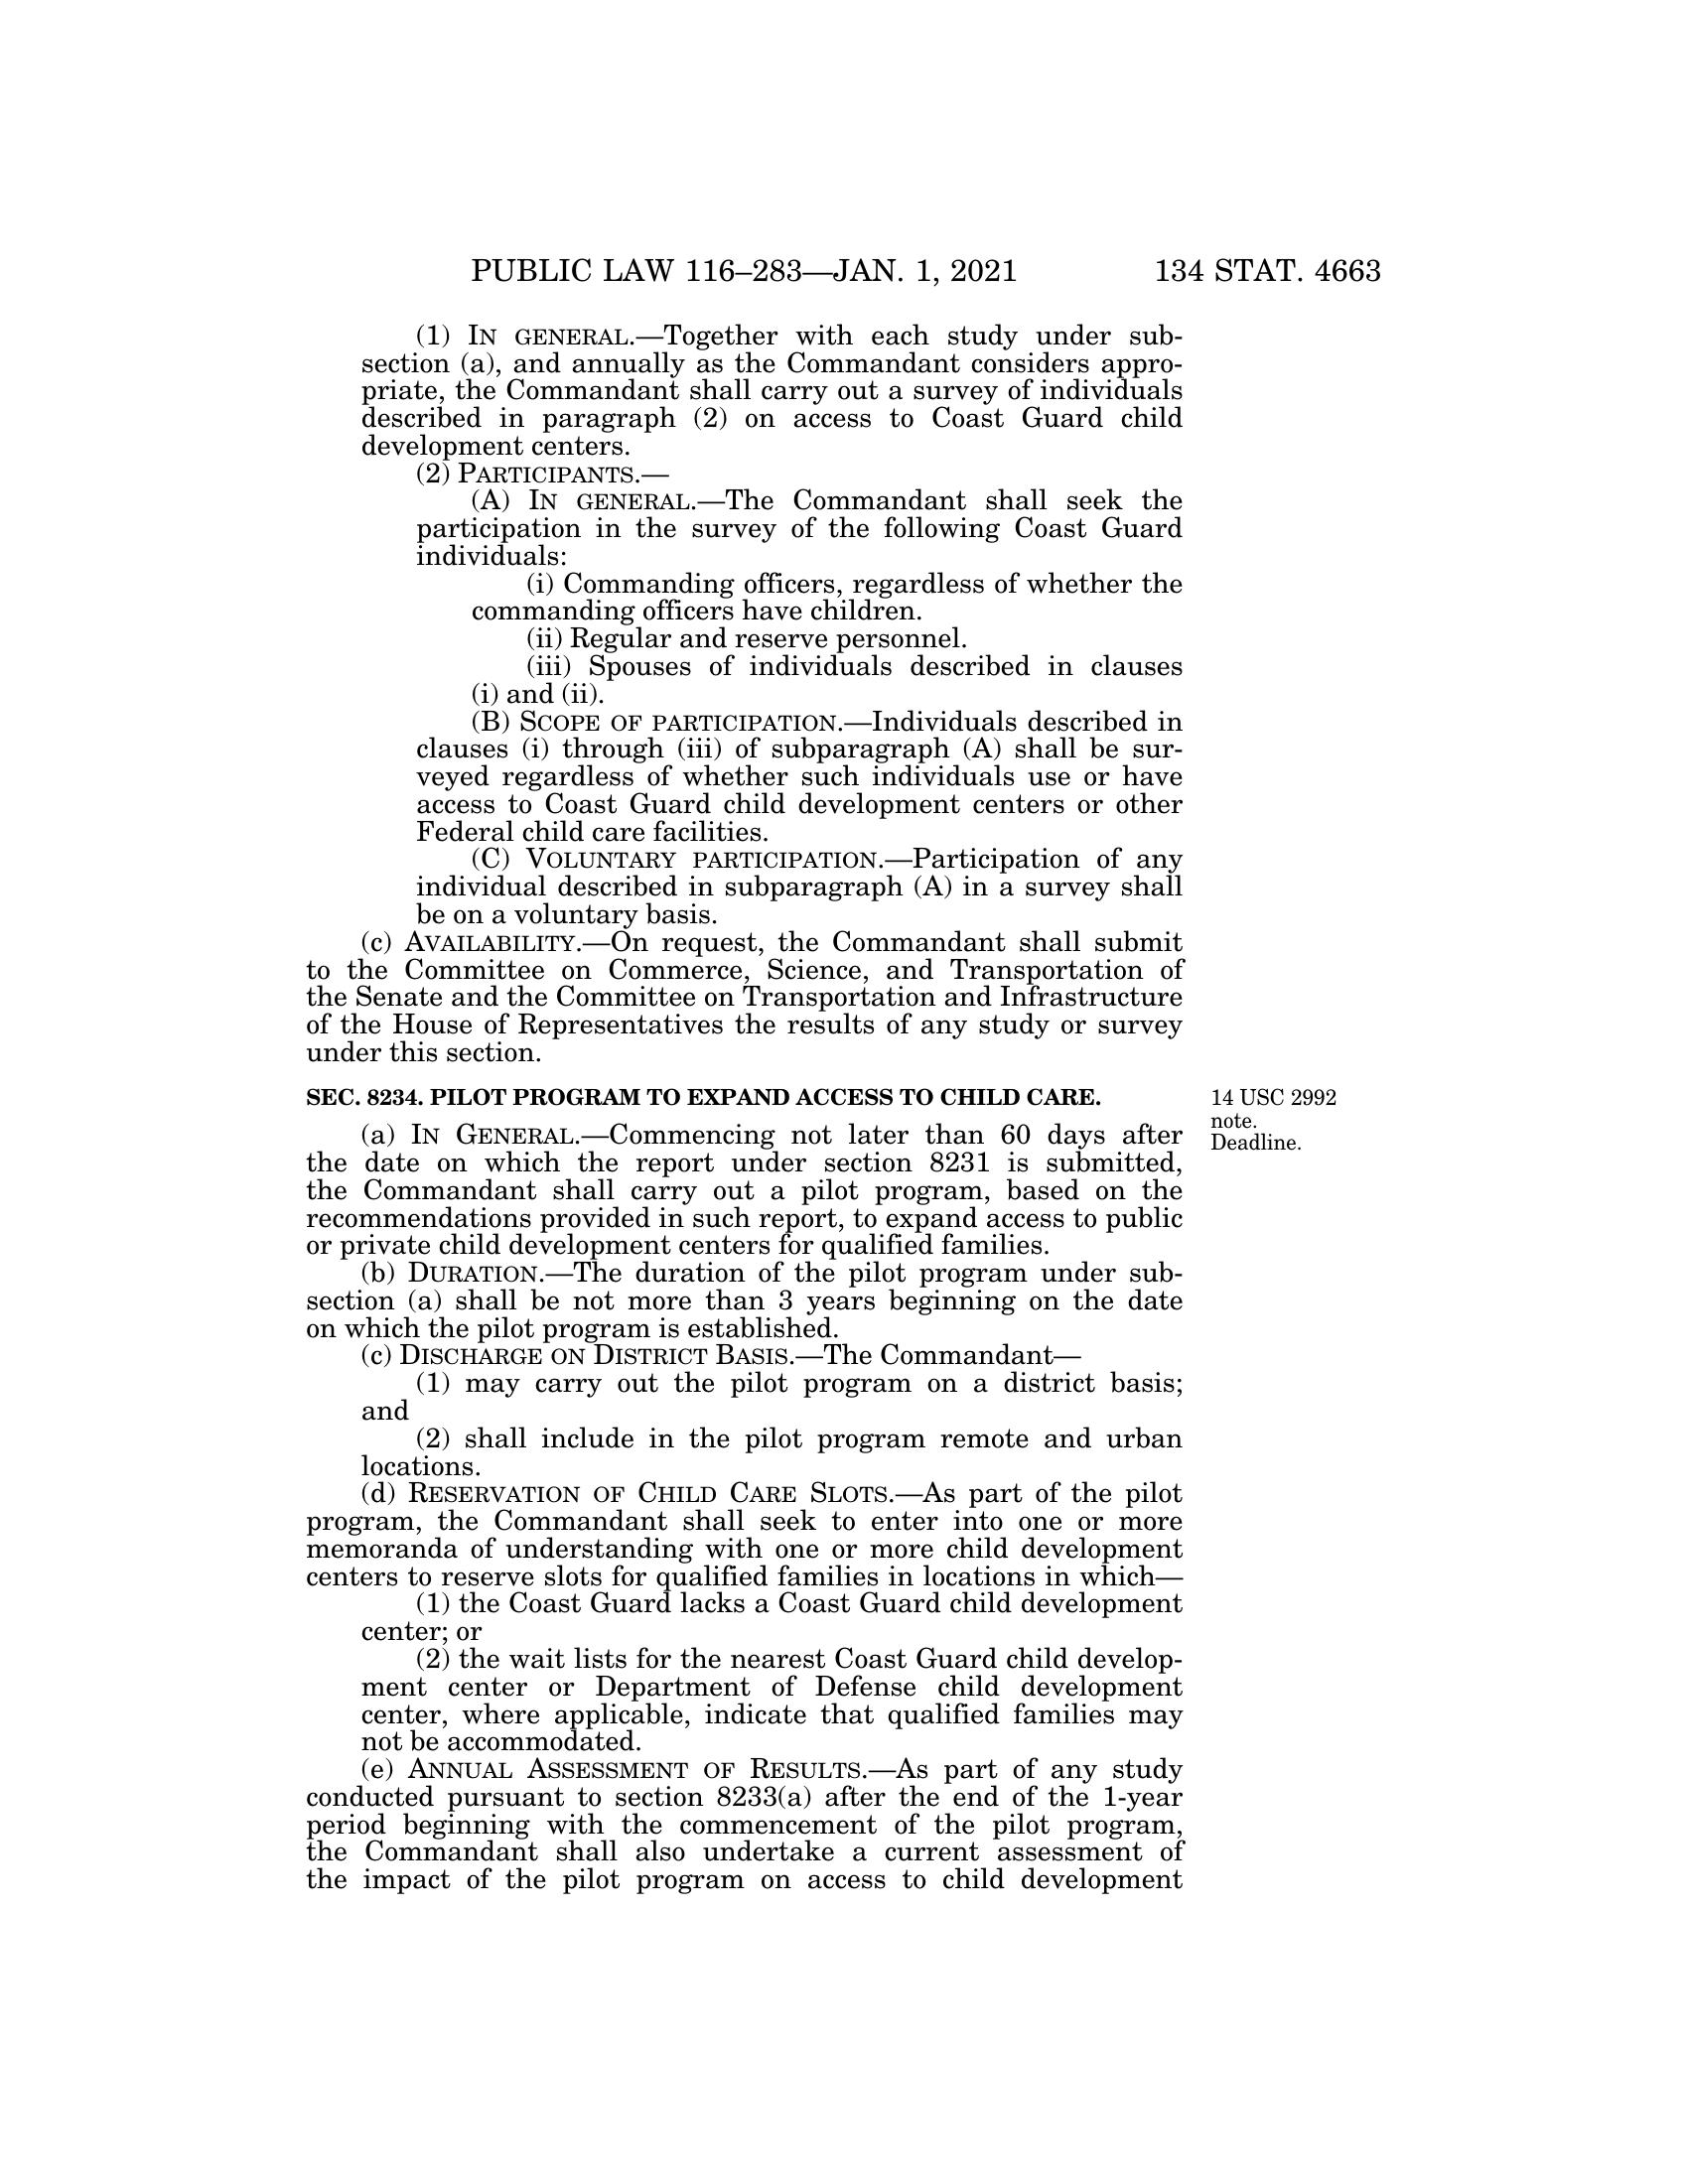 PUBLIC LAW 116–283—JAN. 1, 2021 134 STAT. 4663
(1) IN GENERAL.—Together with each study under sub-
section (a), and annually as the Commandant considers appro-
priate, the Commandant shall carry out a survey of individuals
described in paragraph (2) on access to Coast Guard child
development centers.
(2) PARTICIPANTS.—
(A) IN GENERAL.—The Commandant shall seek the
participation in the survey of the following Coast Guard
individuals:
(i) Commanding officers, regardless of whether the
commanding officers have children.
(ii) Regular and reserve personnel.
(iii) Spouses of individuals described in clauses
(i) and (ii).
(B) SCOPE OF PARTICIPATION.—Individuals described in
clauses (i) through (iii) of subparagraph (A) shall be sur-
veyed regardless of whether such individuals use or have
access to Coast Guard child development centers or other
Federal child care facilities.
(C) VOLUNTARY PARTICIPATION.—Participation of any
individual described in subparagraph (A) in a survey shall
be on a voluntary basis.
(c) AVAILABILITY.—On request, the Commandant shall submit
to the Committee on Commerce, Science, and Transportation of
the Senate and the Committee on Transportation and Infrastructure
of the House of Representatives the results of any study or survey
under this section.
SEC. 8234. PILOT PROGRAM TO EXPAND ACCESS TO CHILD CARE.
14 USC 2992
note.
Deadline.
(a) IN GENERAL.—Commencing not later than 60 days after
the date on which the report under section 8231 is submitted,
the Commandant shall carry out a pilot program, based on the
recommendations provided in such report, to expand access to public
or private child development centers for qualified families.
(b) DURATION.—The duration of the pilot program under sub-
section (a) shall be not more than 3 years beginning on the date
on which the pilot program is established.
(c) DISCHARGE ON DISTRICT BASIS.—The Commandant—
(1) may carry out the pilot program on a district basis;
and
(2) shall include in the pilot program remote and urban
locations.
(d) RESERVATION OF CHILD CARE SLOTS.—As part of the pilot
program, the Commandant shall seek to enter into one or more
memoranda of understanding with one or more child development
centers to reserve slots for qualified families in locations in which—
(1) the Coast Guard lacks a Coast Guard child development
center; or
(2) the wait lists for the nearest Coast Guard child develop-
ment center or Department of Defense child development
center, where applicable, indicate that qualified families may
not be accommodated.
(e) ANNUAL ASSESSMENT OF RESULTS.—As part of any study
conducted pursuant to section 8233(a) after the end of the 1-year
period beginning with the commencement of the pilot program,
the Commandant shall also undertake a current assessment of
the impact of the pilot program on access to child development